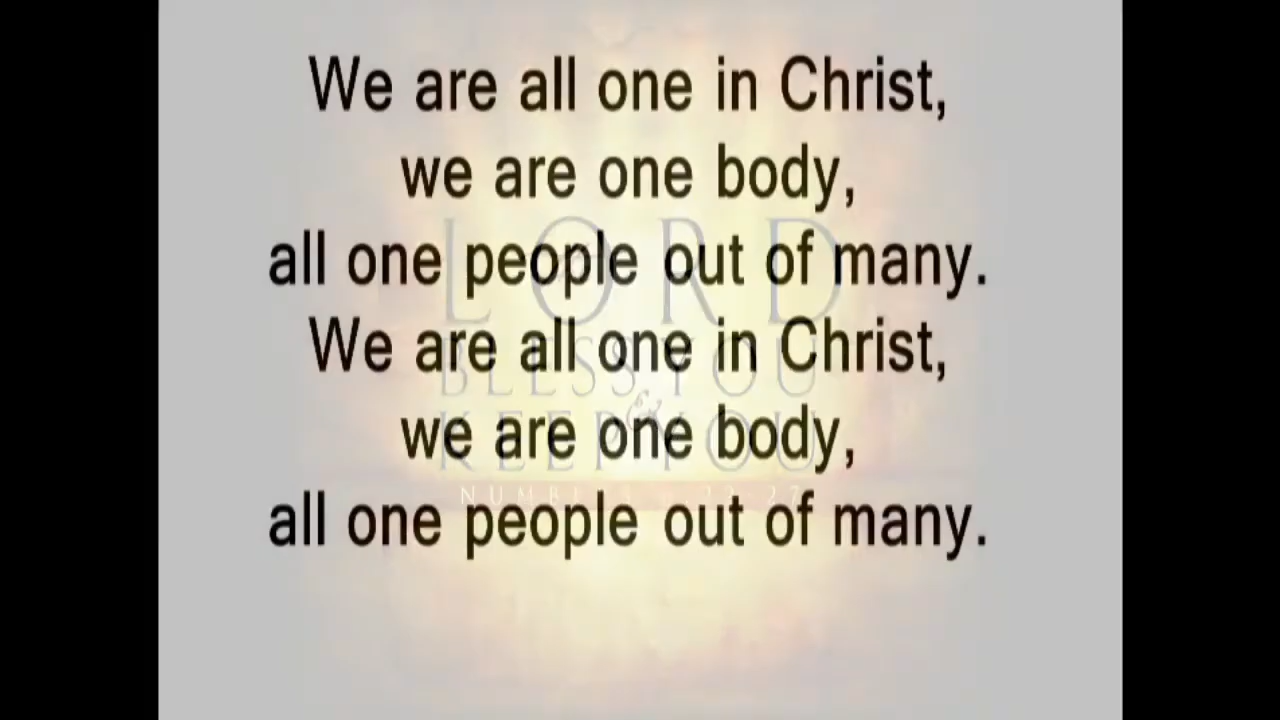 We are all one in Christ,
we are one body,
all one people out of many.
We are all one in Christ,
we are one body,
all one people out of many.
LORD
BLESS YOU
&
KEEP YOU